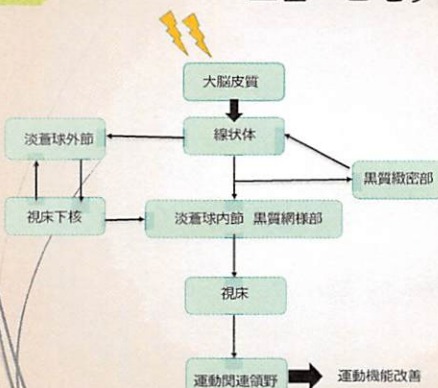 大脳皮質
線状体
淡蒼球外節
黒質緻密部
視床下核
淡蒼球内節 黒質網様部
視床
運動関連領野
運動機能改善